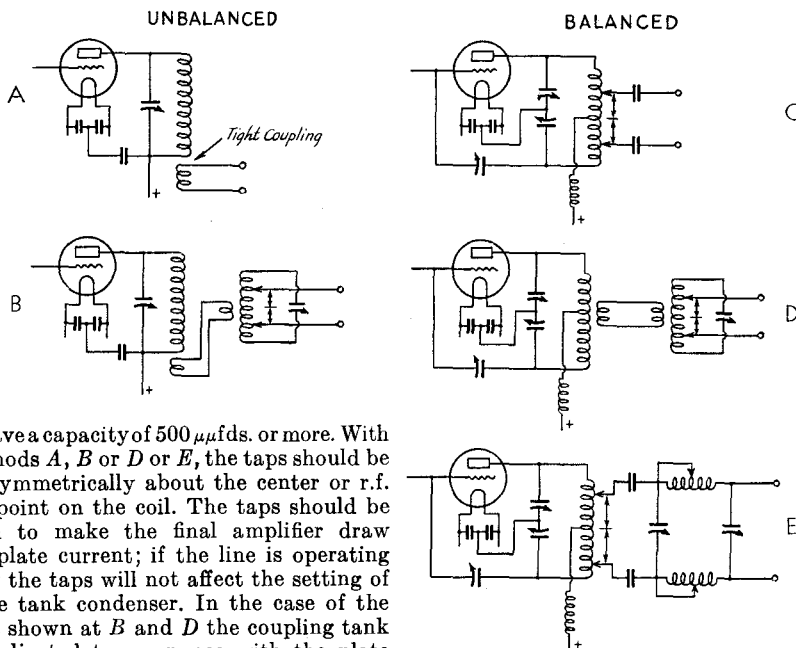 UNBALANCED
BALANCED
A
C
Tight Coupling
+
+
B
D
+
+
ve a capacity of 500 μμfds. or more. With
hods A, B or D or E, the taps should be
ymmetrically about the center or r.f.
point on the coil. The taps should be
to make the final amplifier draw
plate current; if the line is operating
the taps will not affect the setting of
e tank condenser. In the case of the
shown at B and D the coupling tank
with the plate
E
+